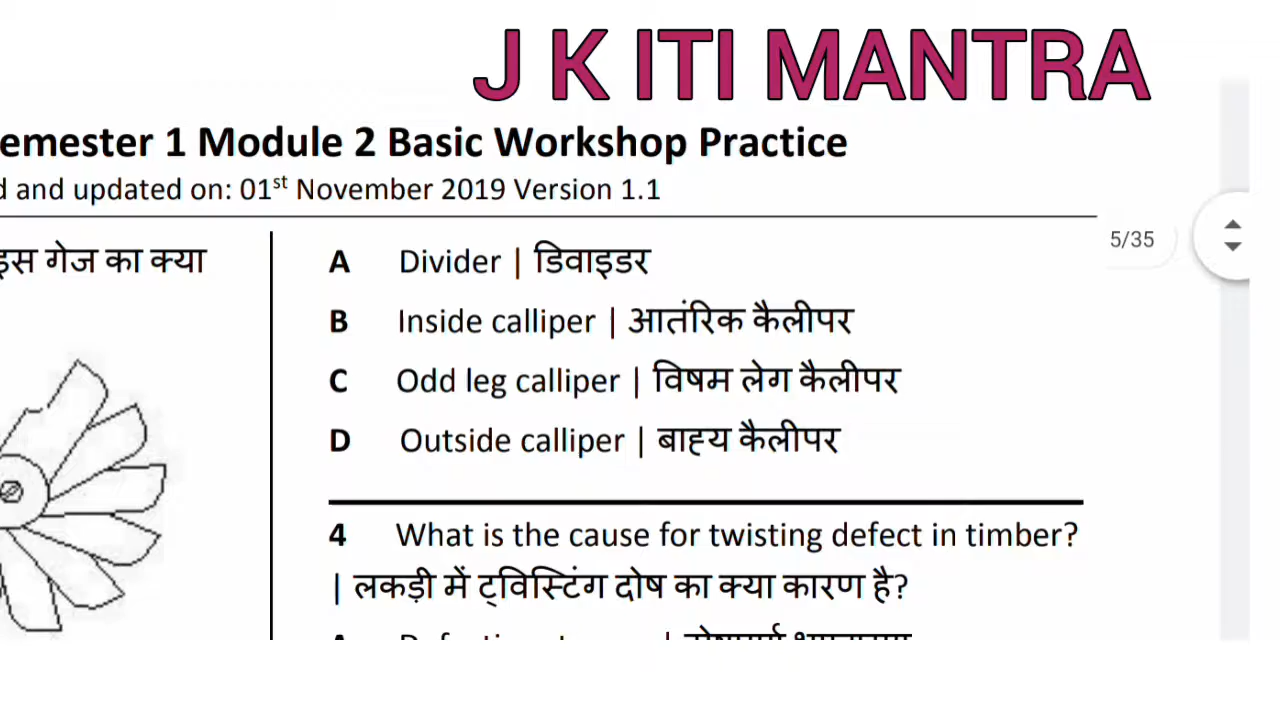 J K ITI MANTRA
emester 1 Module 2 Basic Workshop Practice
and updated on: 01st November 2019 Version 1.1
5/35
इस गेज का क्या
A Divider | डिवाइडर
B Inside calliper | आतंरिक कैलीपर
C Odd leg calliper | विषम लेग कैलीपर
D Outside calliper | बाह्य कैलीपर
4 What is the cause for twisting defect in timber?
| लकड़ी में ट्विस्टिंग दोष का क्या कारण है?